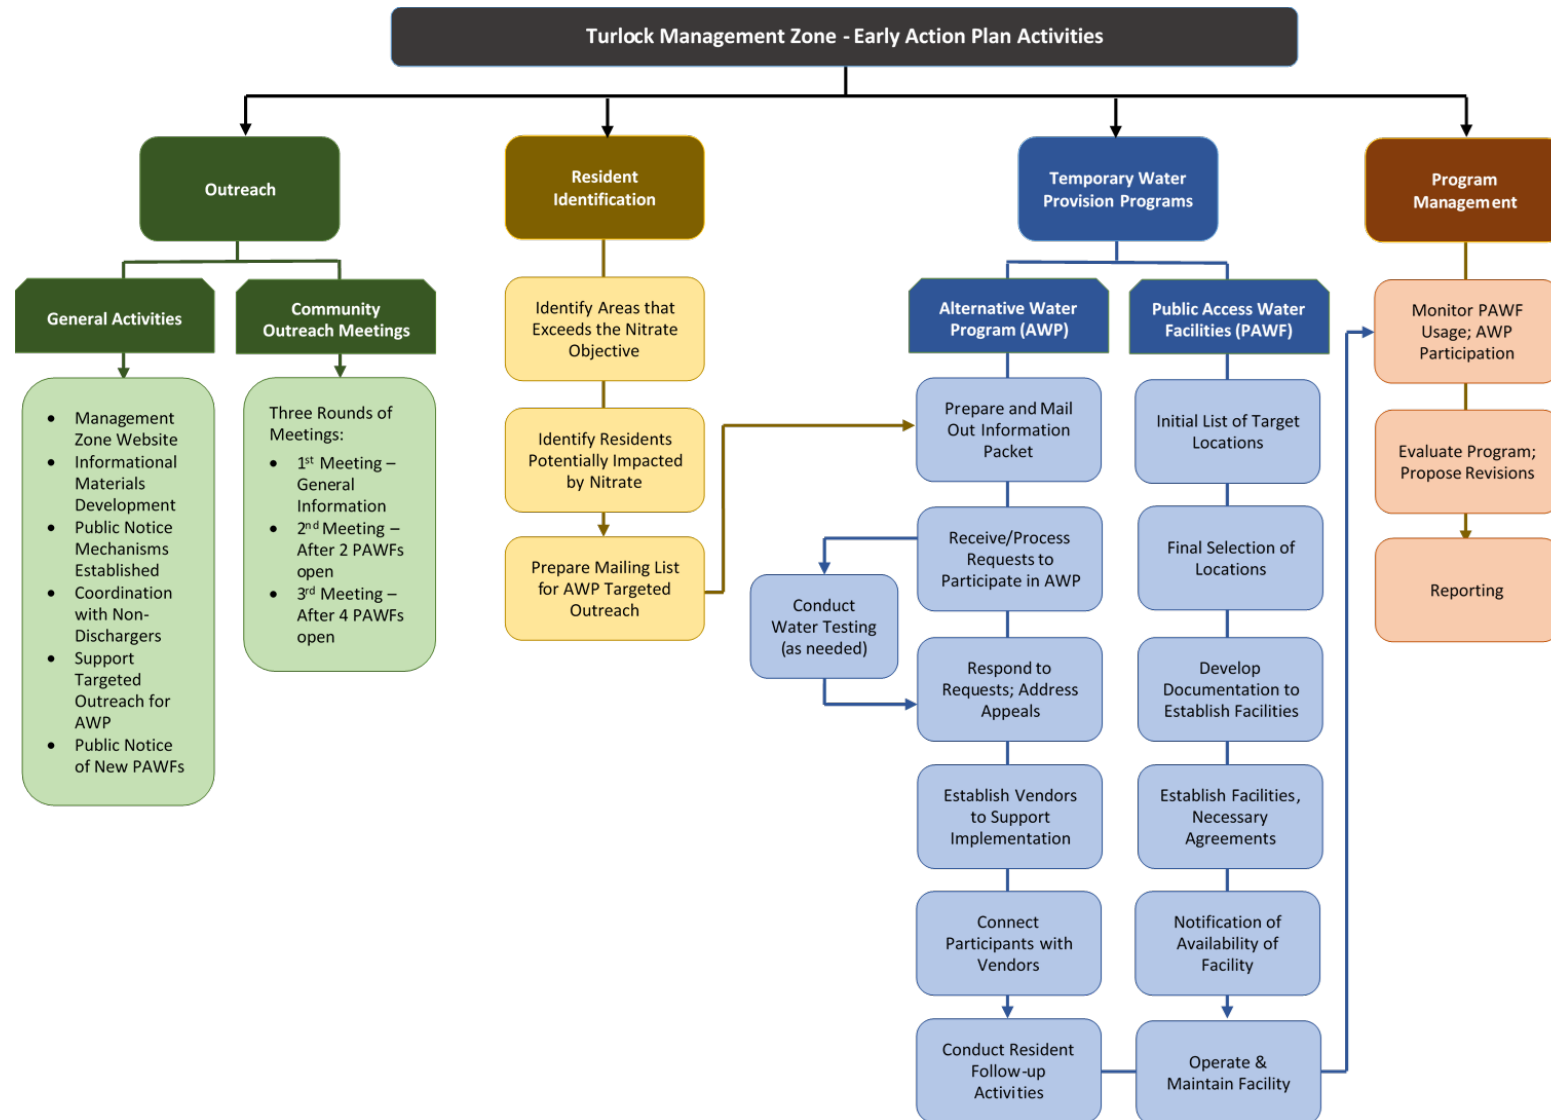 Turlock Management Zone - Early Action Plan Activities
Outreach
General Activities
• Management
Zone Website
• Informational
Materials
Development
• Public Notice
Mechanisms
Established
• Coordination
with Non-
Dischargers
• Support
Targeted
Outreach for
AWP
• Public Notice
of New PAWFs
Community
Outreach Meetings
Three Rounds of
Meetings:
• 1st Meeting –
General
Information
• 2nd Meeting –
After 2 PAWFs
open
• 3rd Meeting –
After 4 PAWFs
open
Resident
Identification
Identify Areas that
Exceeds the Nitrate
Objective
Identify Residents
Potentially Impacted
by Nitrate
Prepare Mailing List
for AWP Targeted
Outreach
Temporary Water
Provision Programs
Alternative Water
Program (AWP)
Prepare and Mail
Out Information
Packet
Receive/Process
Requests to
Participate in AWP
Conduct
Water Testing
(as needed)
Respond to
Requests; Address
Appeals
Establish Vendors
to Support
Implementation
Connect
Participants with
Vendors
Conduct Resident
Follow-up
Activities
Public Access Water
Facilities (PAWF)
Initial List of Target
Locations
Final Selection of
Locations
Develop
Documentation to
Establish Facilities
Establish Facilities,
Necessary
Agreements
Notification of
Availability of
Facility
Operate &
Maintain Facility
Program
Management
Monitor PAWF
Usage; AWP
Participation
Evaluate Program;
Propose Revisions
Reporting